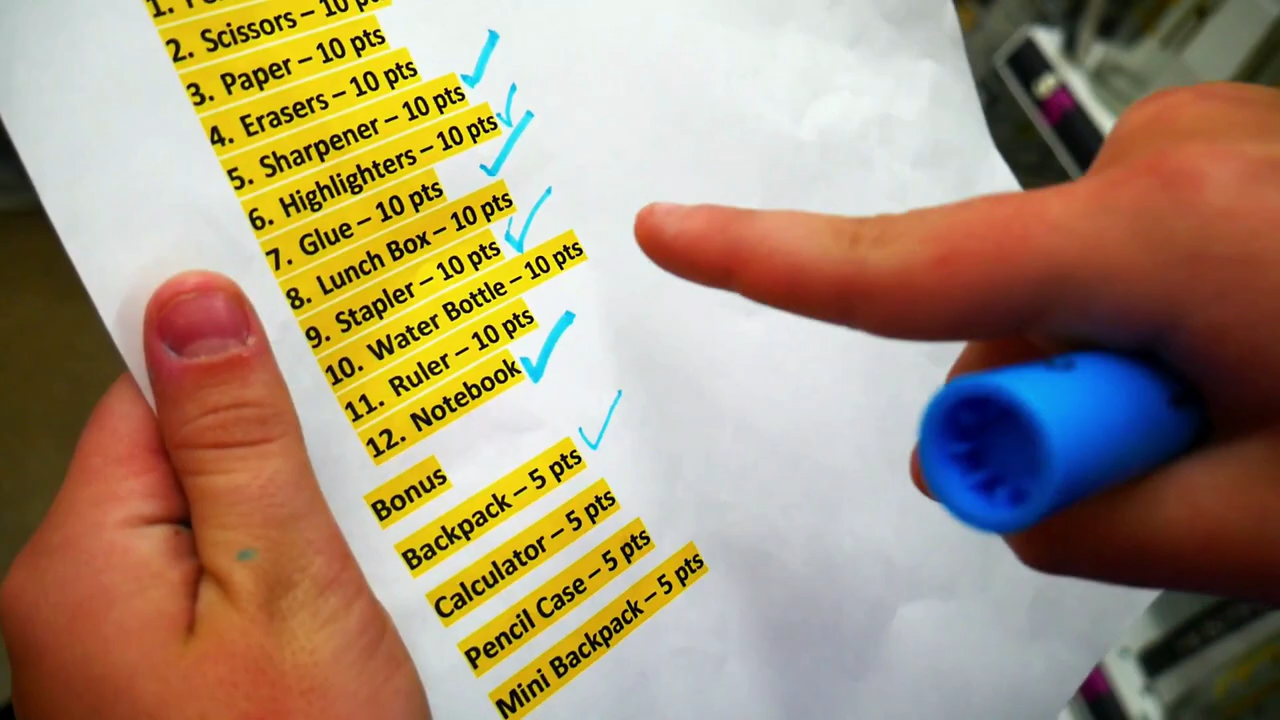 1.
2. Scissors – 10 pts
3. Paper – 10 pts
4. Erasers – 10 pts
5. Sharpener – 10 pts
6. Highlighters – 10 pts
7. Glue – 10 pts
8. Lunch Box – 10 pts
9. Stapler – 10 pts
10. Water Bottle – 10 pts
11. Ruler – 10 pts
12. Notebook
Bonus
Backpack – 5 pts
Calculator – 5 pts
Pencil Case – 5 pts
Mini Backpack – 5 pts